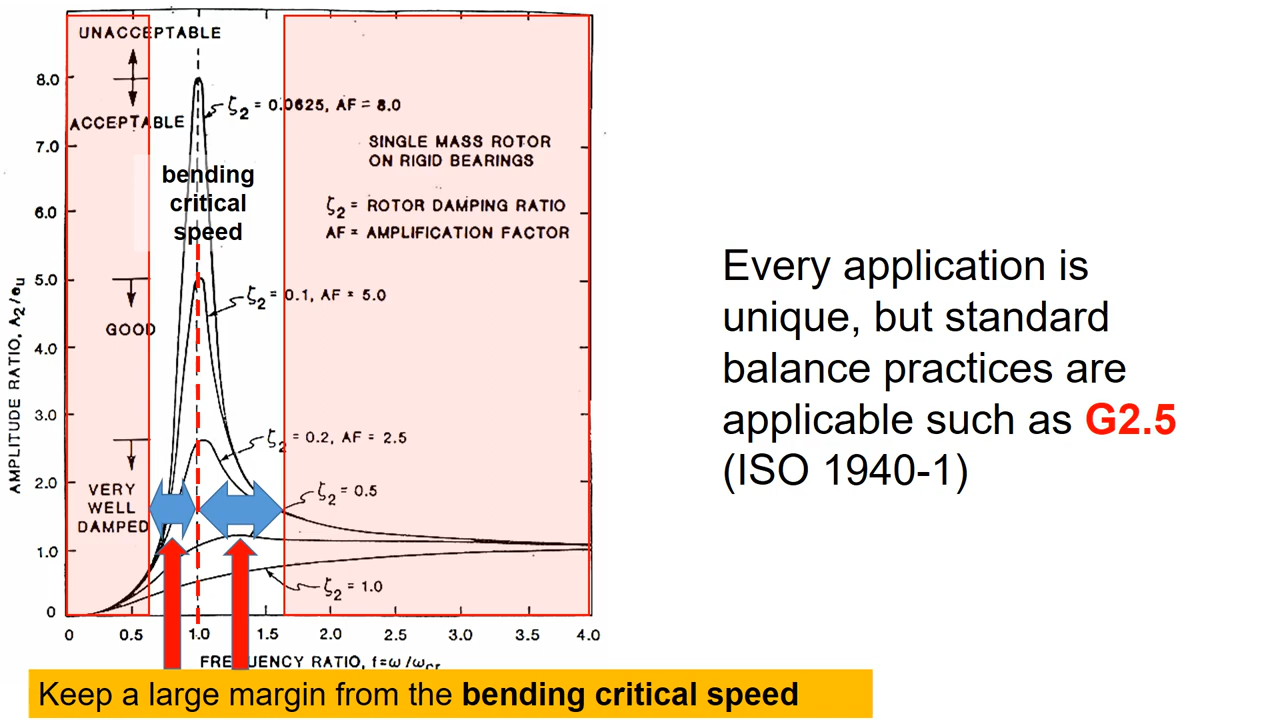 UNACCEPTABLE
8.0
ζ₂ = 0.0625, AF = 8.0
ACCEPTABLE
7.0
SINGLE MASS ROTOR
ON RIGID BEARINGS
bending
critical
speed
6.0
ζ₂ = ROTOR DAMPING RATIO
AF = AMPLIFICATION FACTOR
5.0
ζ₂ = 0.1, AF = 5.0
GOOD
4.0
3.0
ζ₂ = 0.2, AF = 2.5
2.0
VERY
WELL
DAMPED
ζ₂ = 0.5
1.0
ζ₂ = 1.0
0
AMPLITUDE RATIO, A₂/eᵤ
0 0.5 1.0 1.5 2.0 2.5 3.0 3.5 4.0
FREQUENCY RATIO, f=ω/ωcr
Every application is
unique, but standard
balance practices are
applicable such as G2.5
(ISO 1940-1)
Keep a large margin from the bending critical speed